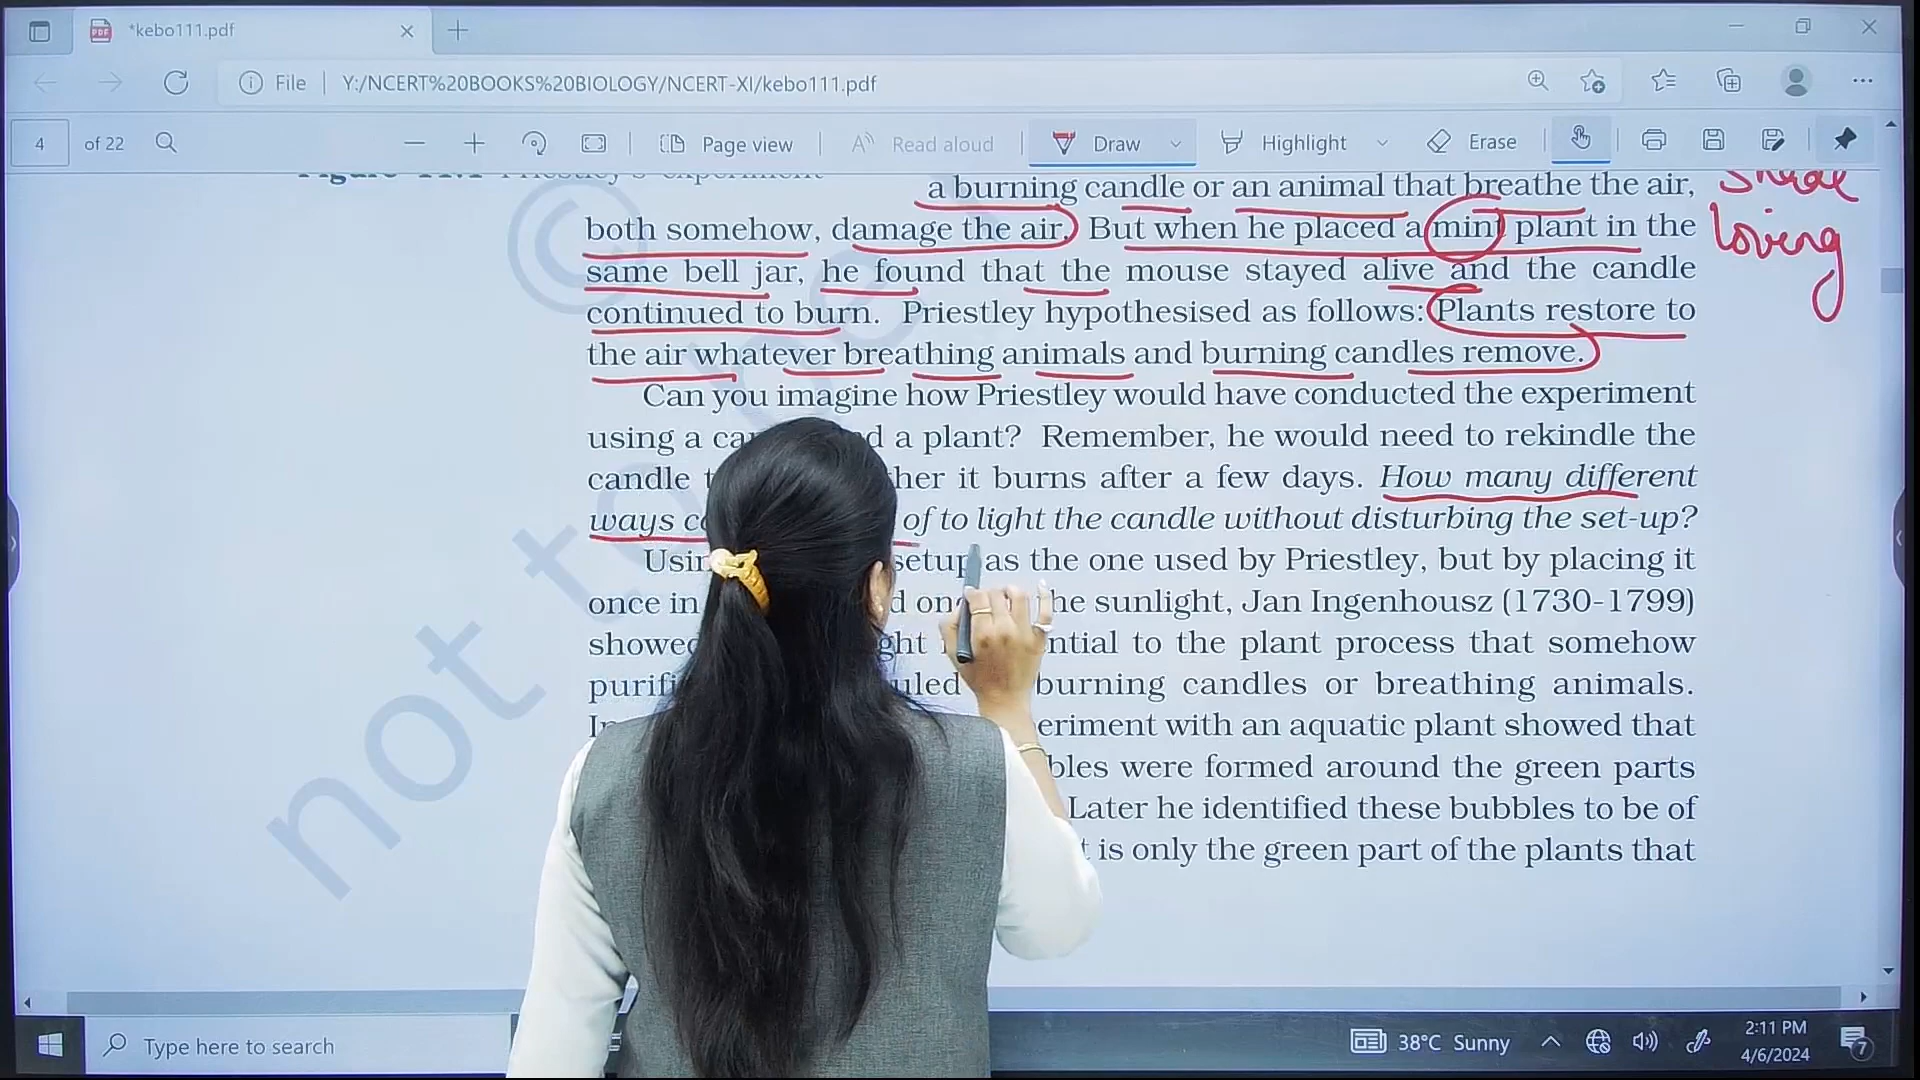 *kebo111.pdf
File Y:/NCERT%20BOOKS%20BIOLOGY/NCERT-XI/kebo111.pdf
4 of 22 Page view Read aloud Draw Highlight Erase
a burning candle or an animal that breathe the air,
both somehow, damage the air. But when he placed a mint plant in the
same bell jar, he found that the mouse stayed alive and the candle
continued to burn. Priestley hypothesised as follows: Plants restore to
the air whatever breathing animals and burning candles remove.
loving
Can you imagine how Priestley would have conducted the experiment
using a ca d a plant? Remember, he would need to rekindle the
candle t her it burns after a few days. How many different
ways c of to light the candle without disturbing the set-up?
Usin setup as the one used by Priestley, but by placing it
once in d onc he sunlight, Jan Ingenhousz (1730-1799)
showed ght ntial to the plant process that somehow
purifi uled burning candles or breathing animals.
In eriment with an aquatic plant showed that
bles were formed around the green parts
Later he identified these bubbles to be of
t is only the green part of the plants that
©
not to be
Type here to search
38°C Sunny
2:11 PM
4/6/2024
7